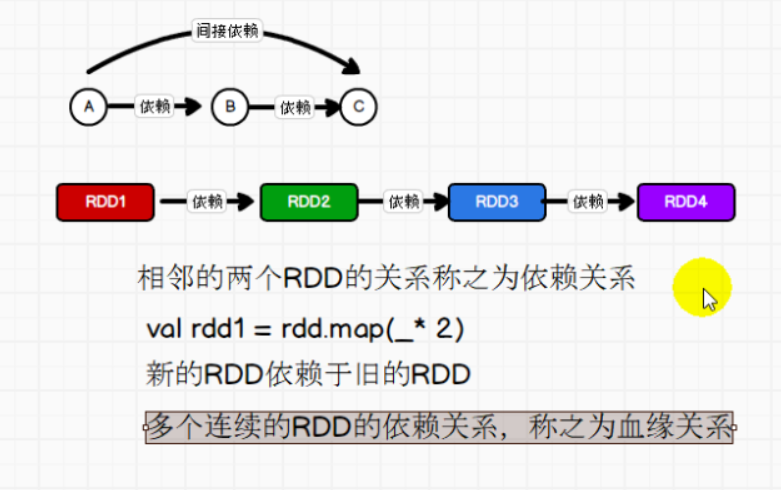 间接依赖
A 依赖 B 依赖 C
RDD1 依赖 RDD2 依赖 RDD3 依赖 RDD4
相邻的两个RDD的关系称之为依赖关系
val rdd1 = rdd.map(_* 2)
新的RDD依赖于旧的RDD
多个连续的RDD的依赖关系，称之为血缘关系